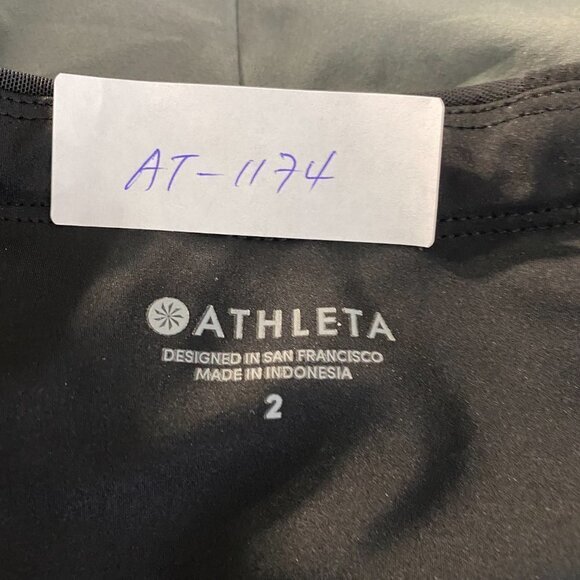 AT-1174
ATHLETA
DESIGNED IN SAN FRANCISCO
MADE IN INDONESIA
2